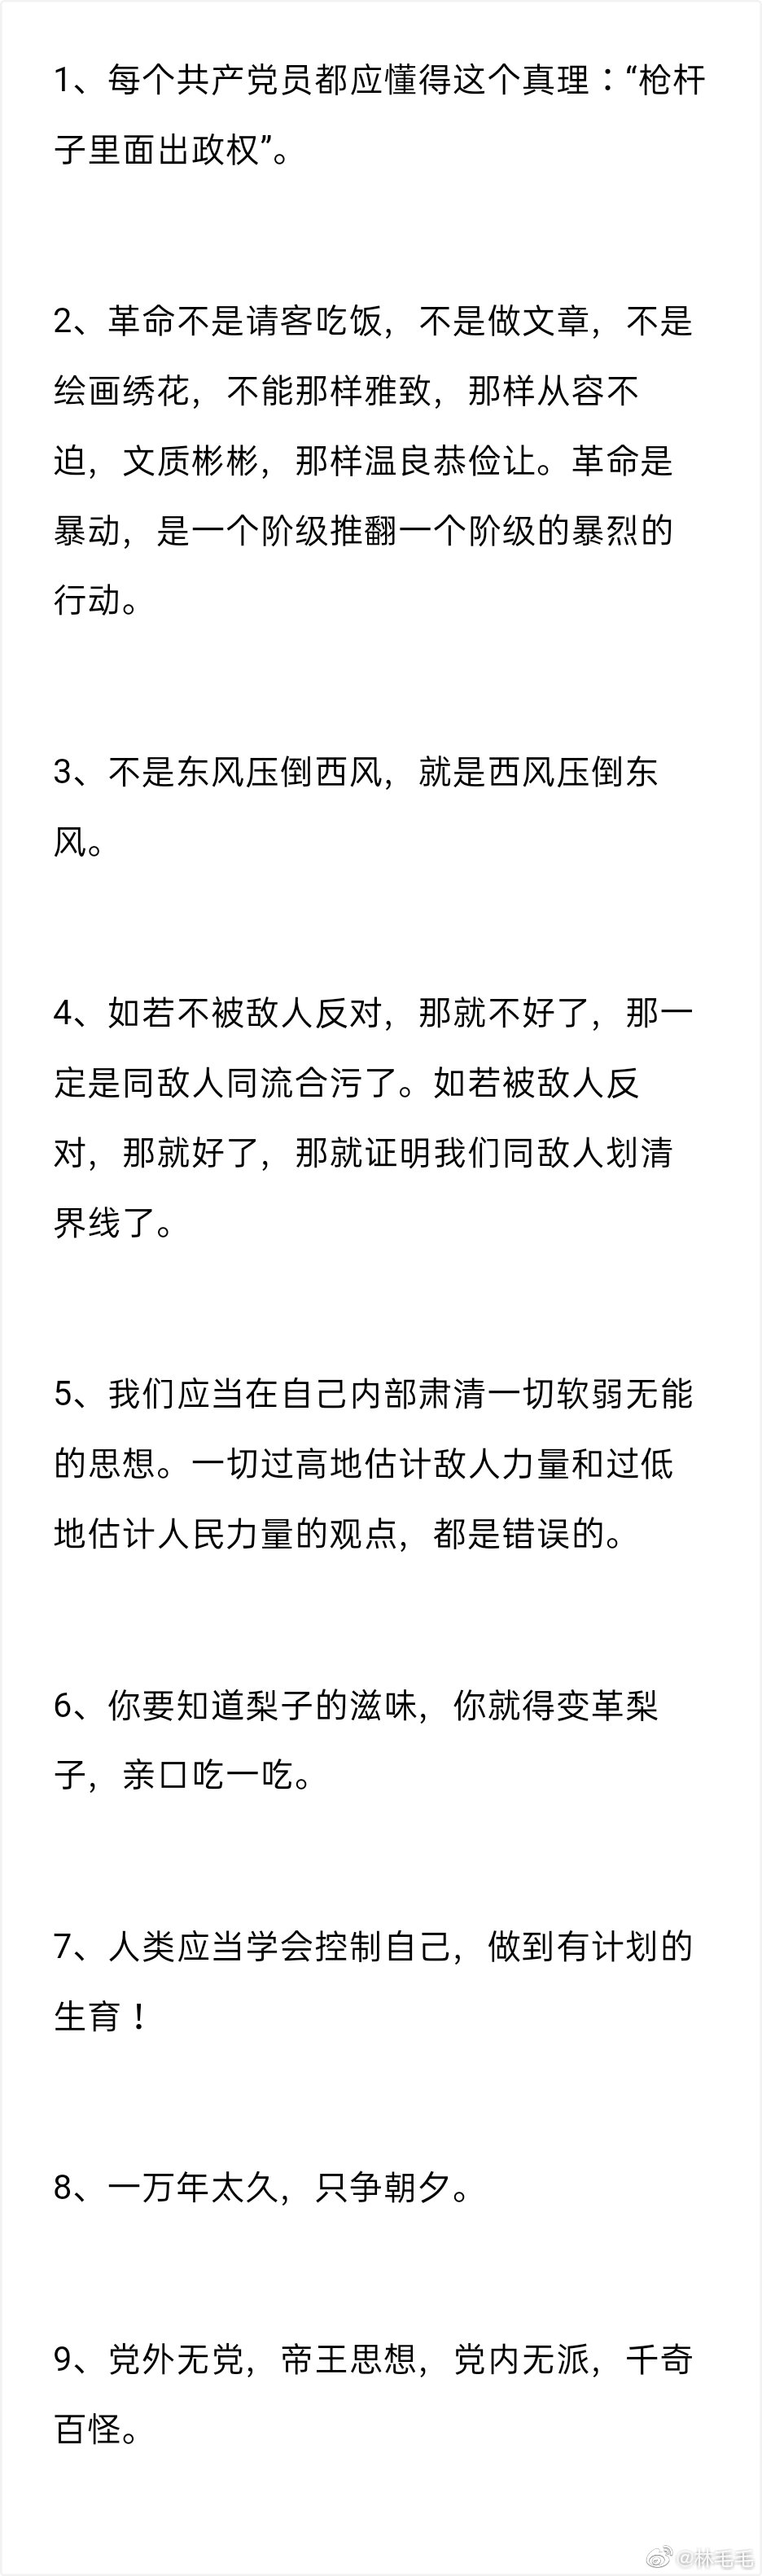 1、每个共产党员都应懂得这个真理：“枪杆
子里面出政权”。
2、革命不是请客吃饭，不是做文章，不是
绘画绣花，不能那样雅致，那样从容不
迫，文质彬彬，那样温良恭俭让。革命是
暴动，是一个阶级推翻一个阶级的暴烈的
行动。
3、不是东风压倒西风，就是西风压倒东
风。
4、如若不被敌人反对，那就不好了，那一
定是同敌人同流合污了。如若被敌人反
对，那就好了，那就证明我们同敌人划清
界线了。
5、我们应当在自己内部肃清一切软弱无能
的思想。一切过高地估计敌人力量和过低
地估计人民力量的观点，都是错误的。
6、你要知道梨子的滋味，你就得变革梨
子，亲口吃一吃。
7、人类应当学会控制自己，做到有计划的
生育！
8、一万年太久，只争朝夕。
9、党外无党，帝王思想，党内无派，千奇
百怪。
@林毛毛